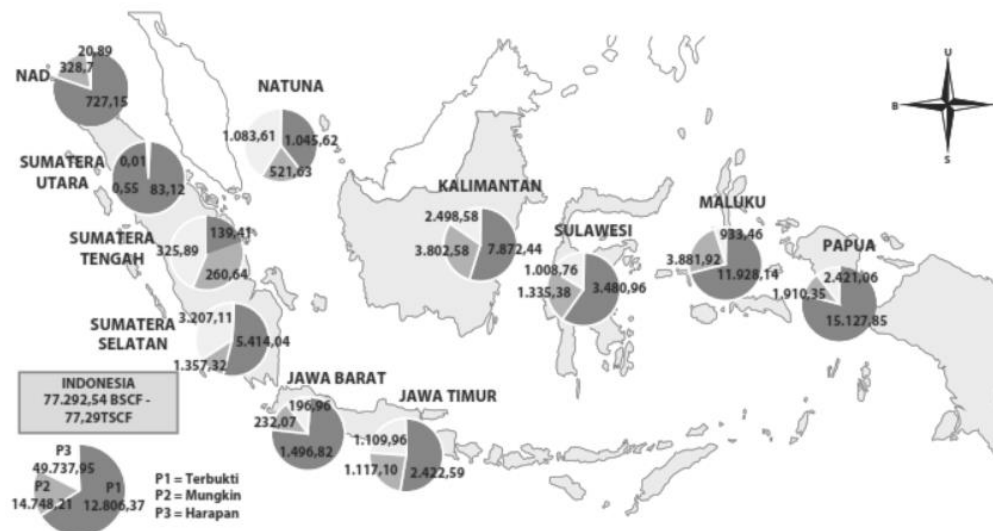 NAD
20,89
328,7
727,15
NATUNA
1.083,61
1.045,62
521,63
SUMATERA
UTARA
0,01
0,55
83,12
SUMATERA
TENGAH
139,41
325,89
260,64
SUMATERA
SELATAN
3.207,11
5.414,04
1.357,32
KALIMANTAN
2.498,58
3.802,58
7.872,44
SULAWESI
1.008,76
1.335,38
3.480,96
MALUKU
933,46
3.881,92
11.928,14
PAPUA
2.421,06
1.910,35
15.127,85
JAWA BARAT
196,96
232,07
1.496,82
JAWA TIMUR
1.109,96
1.117,10
2.422,59
U
B
S
INDONESIA
77.292,54 BSCF -
77,29TSCF
P3
49.737,95
P2
14.748,21
P1
12.806,37
P1 = Terbukti
P2 = Mungkin
P3 = Harapan